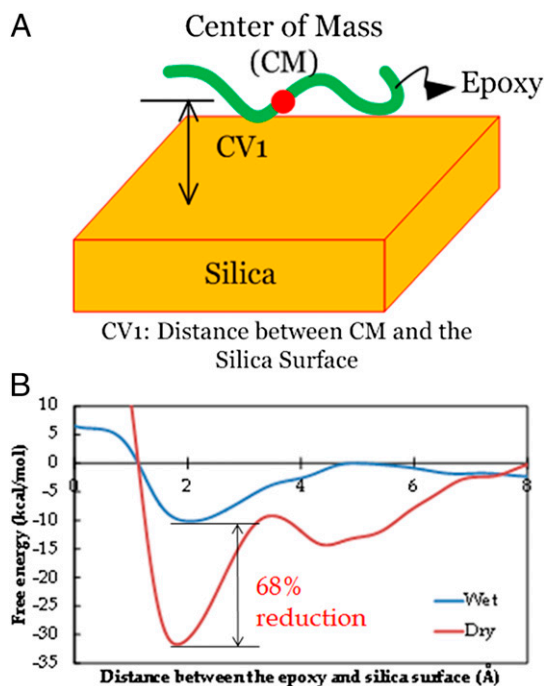 A
Center of Mass
(CM)
Epoxy
CV1
Silica
CV1: Distance between CM and the
Silica Surface
B
Free energy (kcal/mol)
10
5
0
-5
-10
-15
-20
-25
-30
-35
0
2
4
6
8
68%
reduction
Wet
Dry
Distance between the epoxy and silica surface (Å)